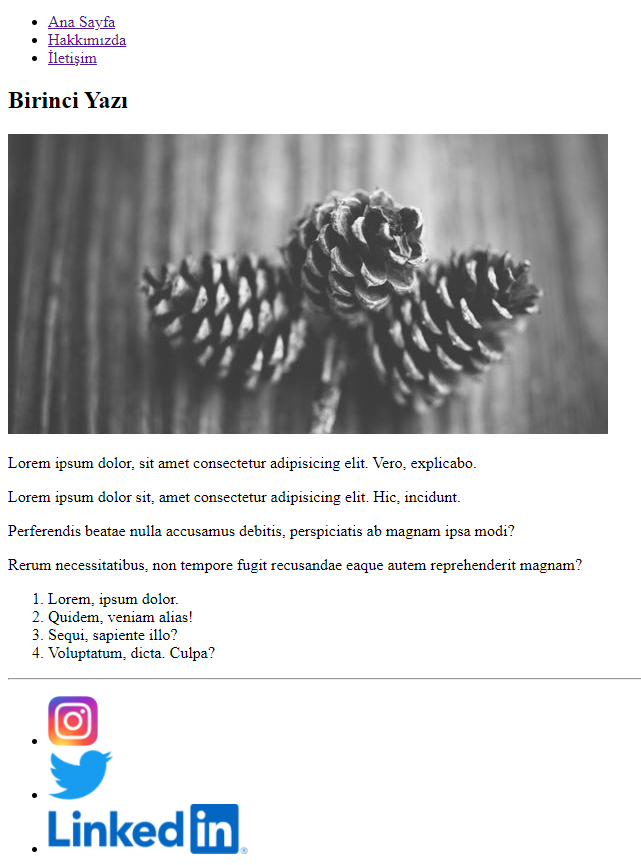 Ana Sayfa
Hakkımızda
İletişim
Birinci Yazı
Lorem ipsum dolor, sit amet consectetur adipisicing elit. Vero, explicabo.
Lorem ipsum dolor sit, amet consectetur adipisicing elit. Hic, incidunt.
Perferendis beatae nulla accusamus debitis, perspiciatis ab magnam ipsa modi?
Rerum necessitatibus, non tempore fugit recusandae eaque autem reprehenderit magnam?
1. Lorem, ipsum dolor.
2. Quidem, veniam alias!
3. Sequi, sapiente illo?
4. Voluptatum, dicta. Culpa?
Linkedin®